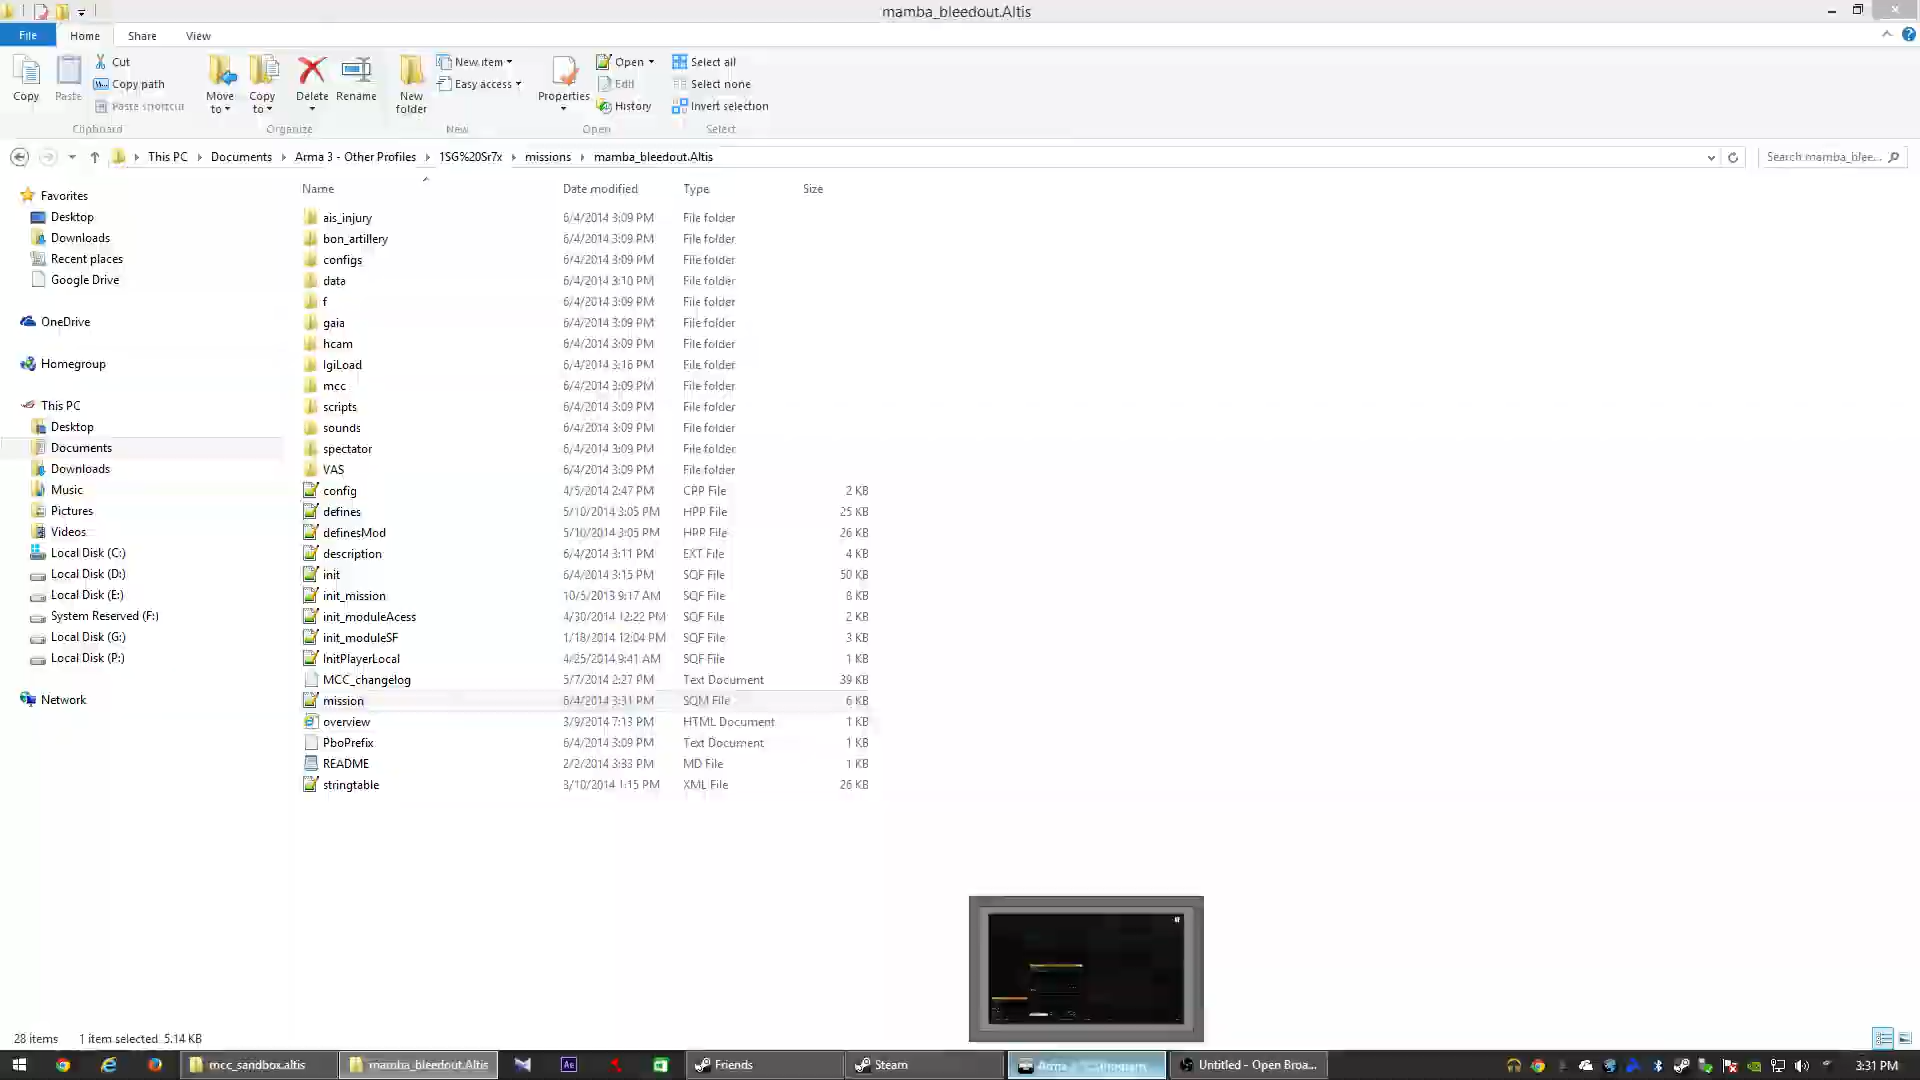 mamba_bleedout.Altis
File Home Share View
Copy Paste Cut Copy path Paste shortcut
Move to Copy to Delete Rename New folder New item Easy access
Properties Open Edit History Select all Select none Invert selection
Clipboard Organize New Open Select
This PC Documents Arma 3 - Other Profiles 1SG%20Sr7x missions mamba_bleedout.Altis Search mamba_blee...
Name Date modified Type Size
Favorites
Desktop
Downloads
Recent places
Google Drive
OneDrive
Homegroup
This PC
Desktop
Documents
Downloads
Music
Pictures
Videos
Local Disk (C:)
Local Disk (D:)
Local Disk (E:)
System Reserved (F:)
Local Disk (G:)
Local Disk (P:)
Network
ais_injury 6/4/2014 3:09 PM File folder
bon_artillery 6/4/2014 3:09 PM File folder
configs 6/4/2014 3:09 PM File folder
data 6/4/2014 3:10 PM File folder
f 6/4/2014 3:09 PM File folder
gaia 6/4/2014 3:09 PM File folder
hcam 6/4/2014 3:09 PM File folder
lgiLoad 6/4/2014 3:16 PM File folder
mcc 6/4/2014 3:09 PM File folder
scripts 6/4/2014 3:09 PM File folder
sounds 6/4/2014 3:09 PM File folder
spectator 6/4/2014 3:09 PM File folder
VAS 6/4/2014 3:09 PM File folder
config 4/5/2014 2:47 PM CPP File 2 KB
defines 5/10/2014 3:05 PM HPP File 25 KB
definesMod 5/10/2014 3:05 PM HPP File 26 KB
description 6/4/2014 3:11 PM EXT File 4 KB
init 6/4/2014 3:15 PM SQF File 50 KB
init_mission 10/6/2013 9:17 AM SQF File 8 KB
init_moduleAcess 4/30/2014 12:22 PM SQF File 2 KB
init_moduleSF 1/18/2014 12:04 PM SQF File 3 KB
InitPlayerLocal 4/25/2014 9:41 AM SQF File 1 KB
MCC_changelog 5/7/2014 2:27 PM Text Document 39 KB
mission 6/4/2014 3:31 PM SQM File 6 KB
overview 3/9/2014 7:13 PM HTML Document 1 KB
PboPrefix 6/4/2014 3:09 PM Text Document 1 KB
README 2/2/2014 3:33 PM MD File 1 KB
stringtable 3/10/2014 1:15 PM XML File 26 KB
28 items 1 item selected 5.14 KB
mcc_sandbox.altis mamba_bleedout.Altis Friends Steam Arma 3 Untitled - Open Broa... 3:31 PM